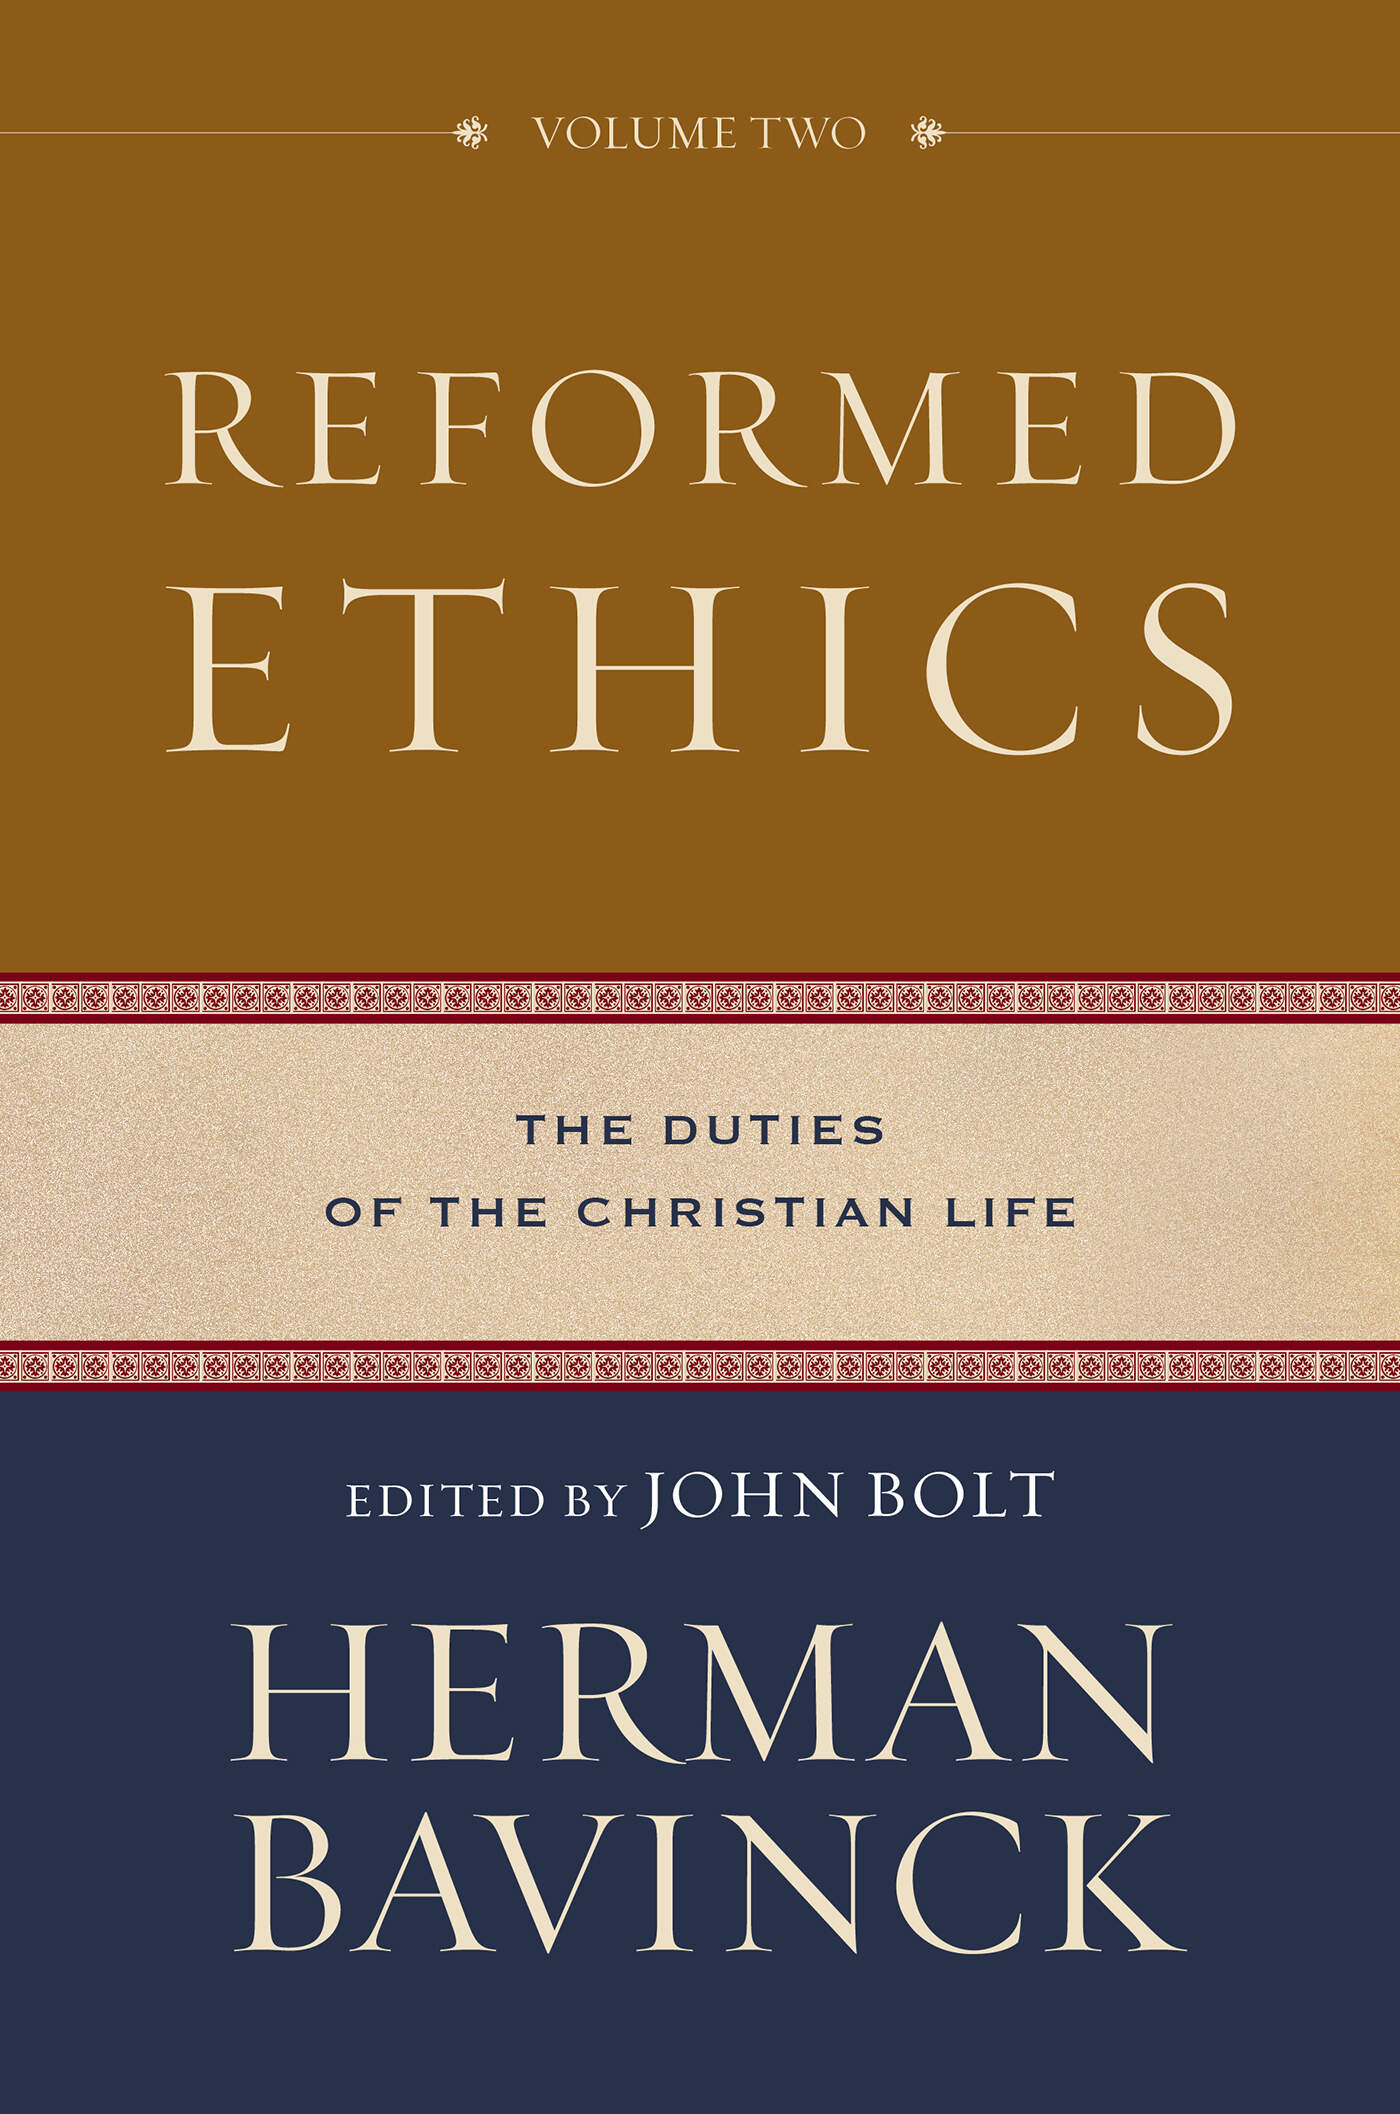 VOLUME TWO
REFORMED
ETHICS
THE DUTIES
OF THE CHRISTIAN LIFE
EDITED BY JOHN BOLT
HERMAN
BAVINCK